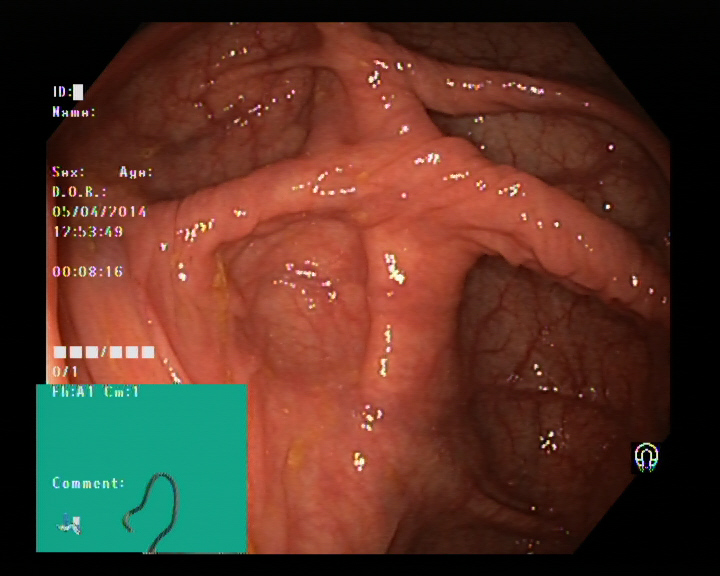 ID:
Name:
Sex: Age:
D.O.B.:
05/04/2014
12:53:49
00:08:16
/
0/1
Eh:A1 Cm:1
Comment: